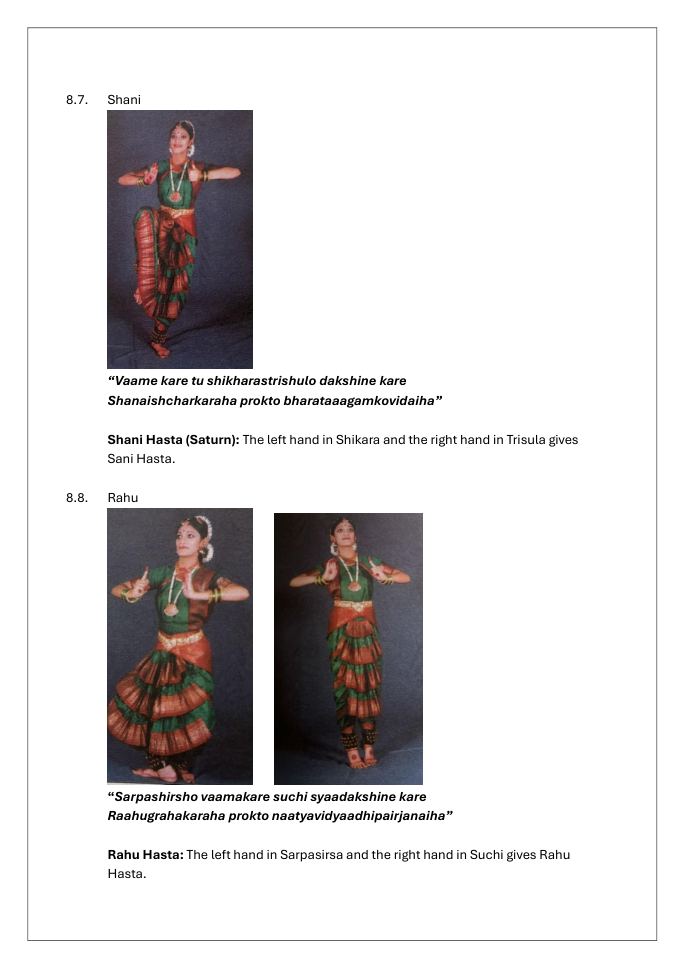 8.7. Shani
“Vaame kare tu shikharastrishulo dakshine kare
Shanaishcharkaraha prokto bharataaagamkovidaiha”
Shani Hasta (Saturn): The left hand in Shikara and the right hand in Trisula gives
Sani Hasta.
8.8. Rahu
“Sarpashirsho vaamakare suchi syaadakshine kare
Raahugrahakaraha prokto naatyavidyaadhipairjanaiha”
Rahu Hasta: The left hand in Sarpasirsa and the right hand in Suchi gives Rahu
Hasta.